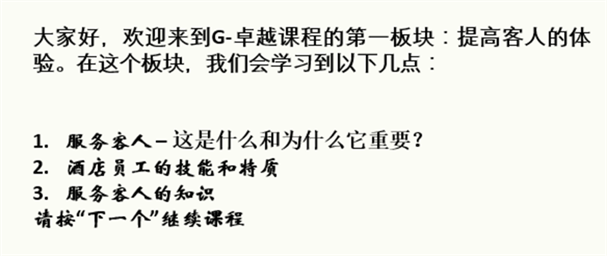 大家好，欢迎来到G-卓越课程的第一板块：提高客人的体
验。在这个板块，我们会学习到以下几点：
1. 服务客人 – 这是什么和为什么它重要？
2. 酒店员工的技能和特质
3. 服务客人的知识
请按“下一个”继续课程